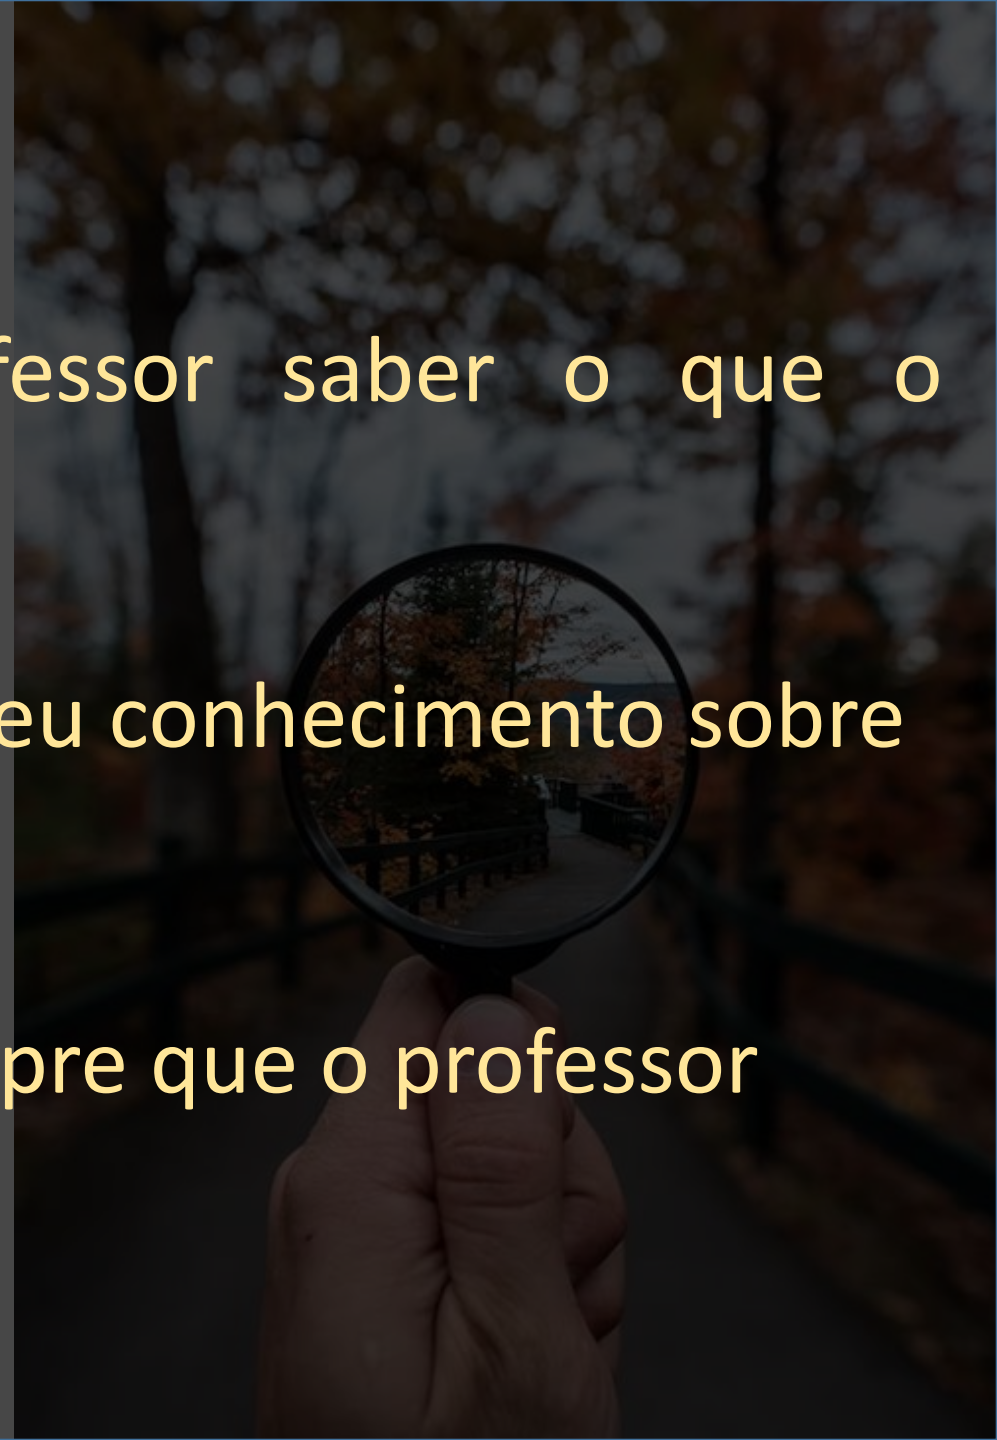 fessor saber o que o
eu conhecimento sobre
pre que o professor